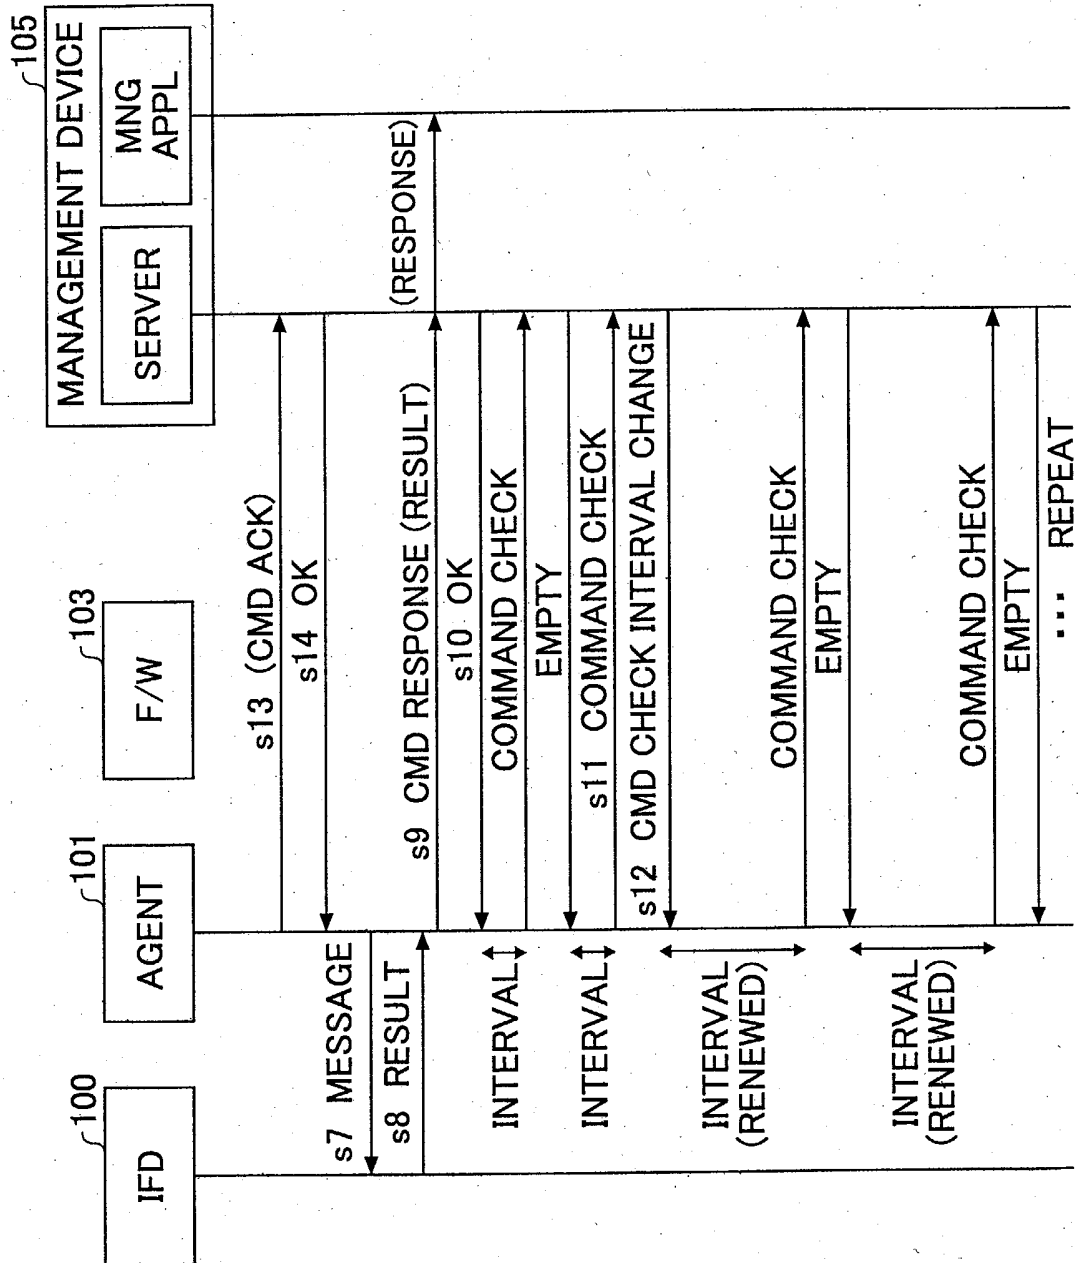 100
IFD
101
AGENT
103
F/W
105
MANAGEMENT DEVICE
SERVER
MNG
APPL
s13 (CMD ACK)
s14 OK
s7 MESSAGE
s8 RESULT
s9 CMD RESPONSE (RESULT)
(RESPONSE)
s10 OK
INTERVAL
COMMAND CHECK
EMPTY
INTERVAL
s11 COMMAND CHECK
s12 CMD CHECK INTERVAL CHANGE
INTERVAL
(RENEWED)
COMMAND CHECK
EMPTY
INTERVAL
(RENEWED)
COMMAND CHECK
EMPTY
... REPEAT